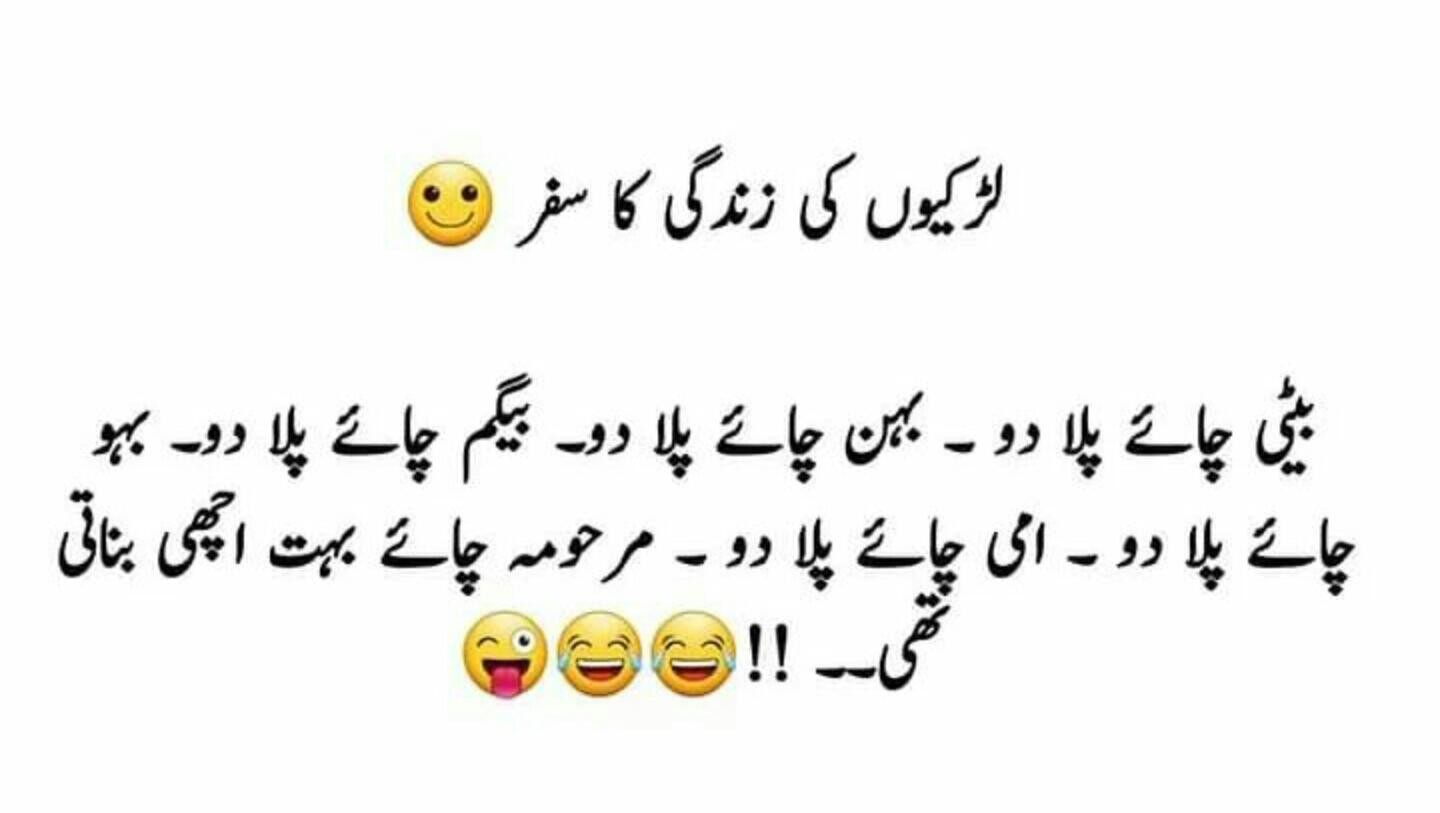 لڑکیوں کی زندگی کا سفر 🙂
بیٹی چائے پلا دو ۔ بہن چائے پلا دو۔ بیگم چائے پلا دو۔ بہو
چائے پلا دو ۔ امی چائے پلا دو ۔ مرحومہ چائے بہت اچھی بناتی
تھی۔۔ !!😂😂😜